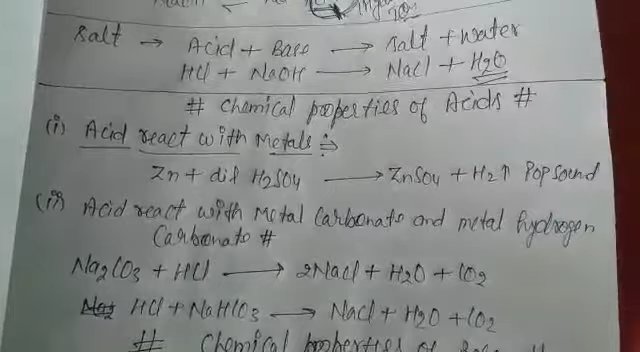 Salt → Acid + Base → Salt + water
HCl + NaOH → NaCl + H2O
# Chemical properties of Acids #
(i) Acid react with Metals ⇒
Zn + dil H2SO4 → ZnSO4 + H2↑ Pop sound
(ii) Acid react with Metal Carbonate and metal hydrogen
Carbonate #
Na2CO3 + HCl → 2NaCl + H2O + CO2
HCl + NaHCO3 → NaCl + H2O + CO2
# Chemical properties of